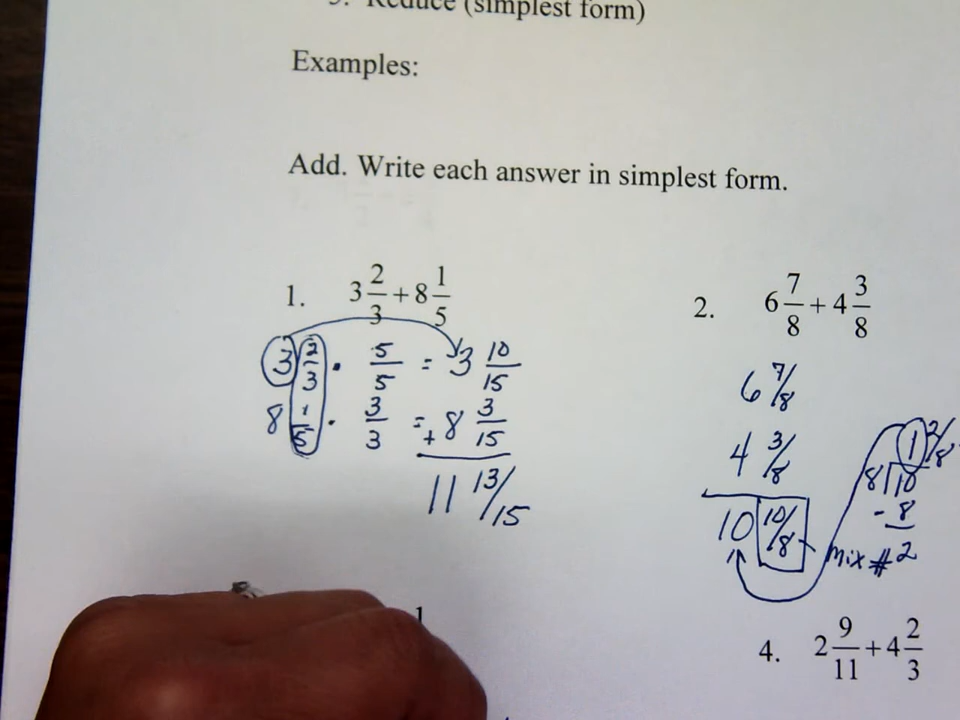 3. Reduce (simplest form)
Examples:
Add. Write each answer in simplest form.
1. 3 2/3 + 8 1/5
3 2/3 · 5/5 = 3 10/15
8 1/5 · 3/3 = + 8 3/15
11 13/15
2. 6 7/8 + 4 3/8
6 7/8
4 3/8
10 10/8 mix #
1 2/8
8 10
- 8
2
1
4. 2 9/11 + 4 2/3